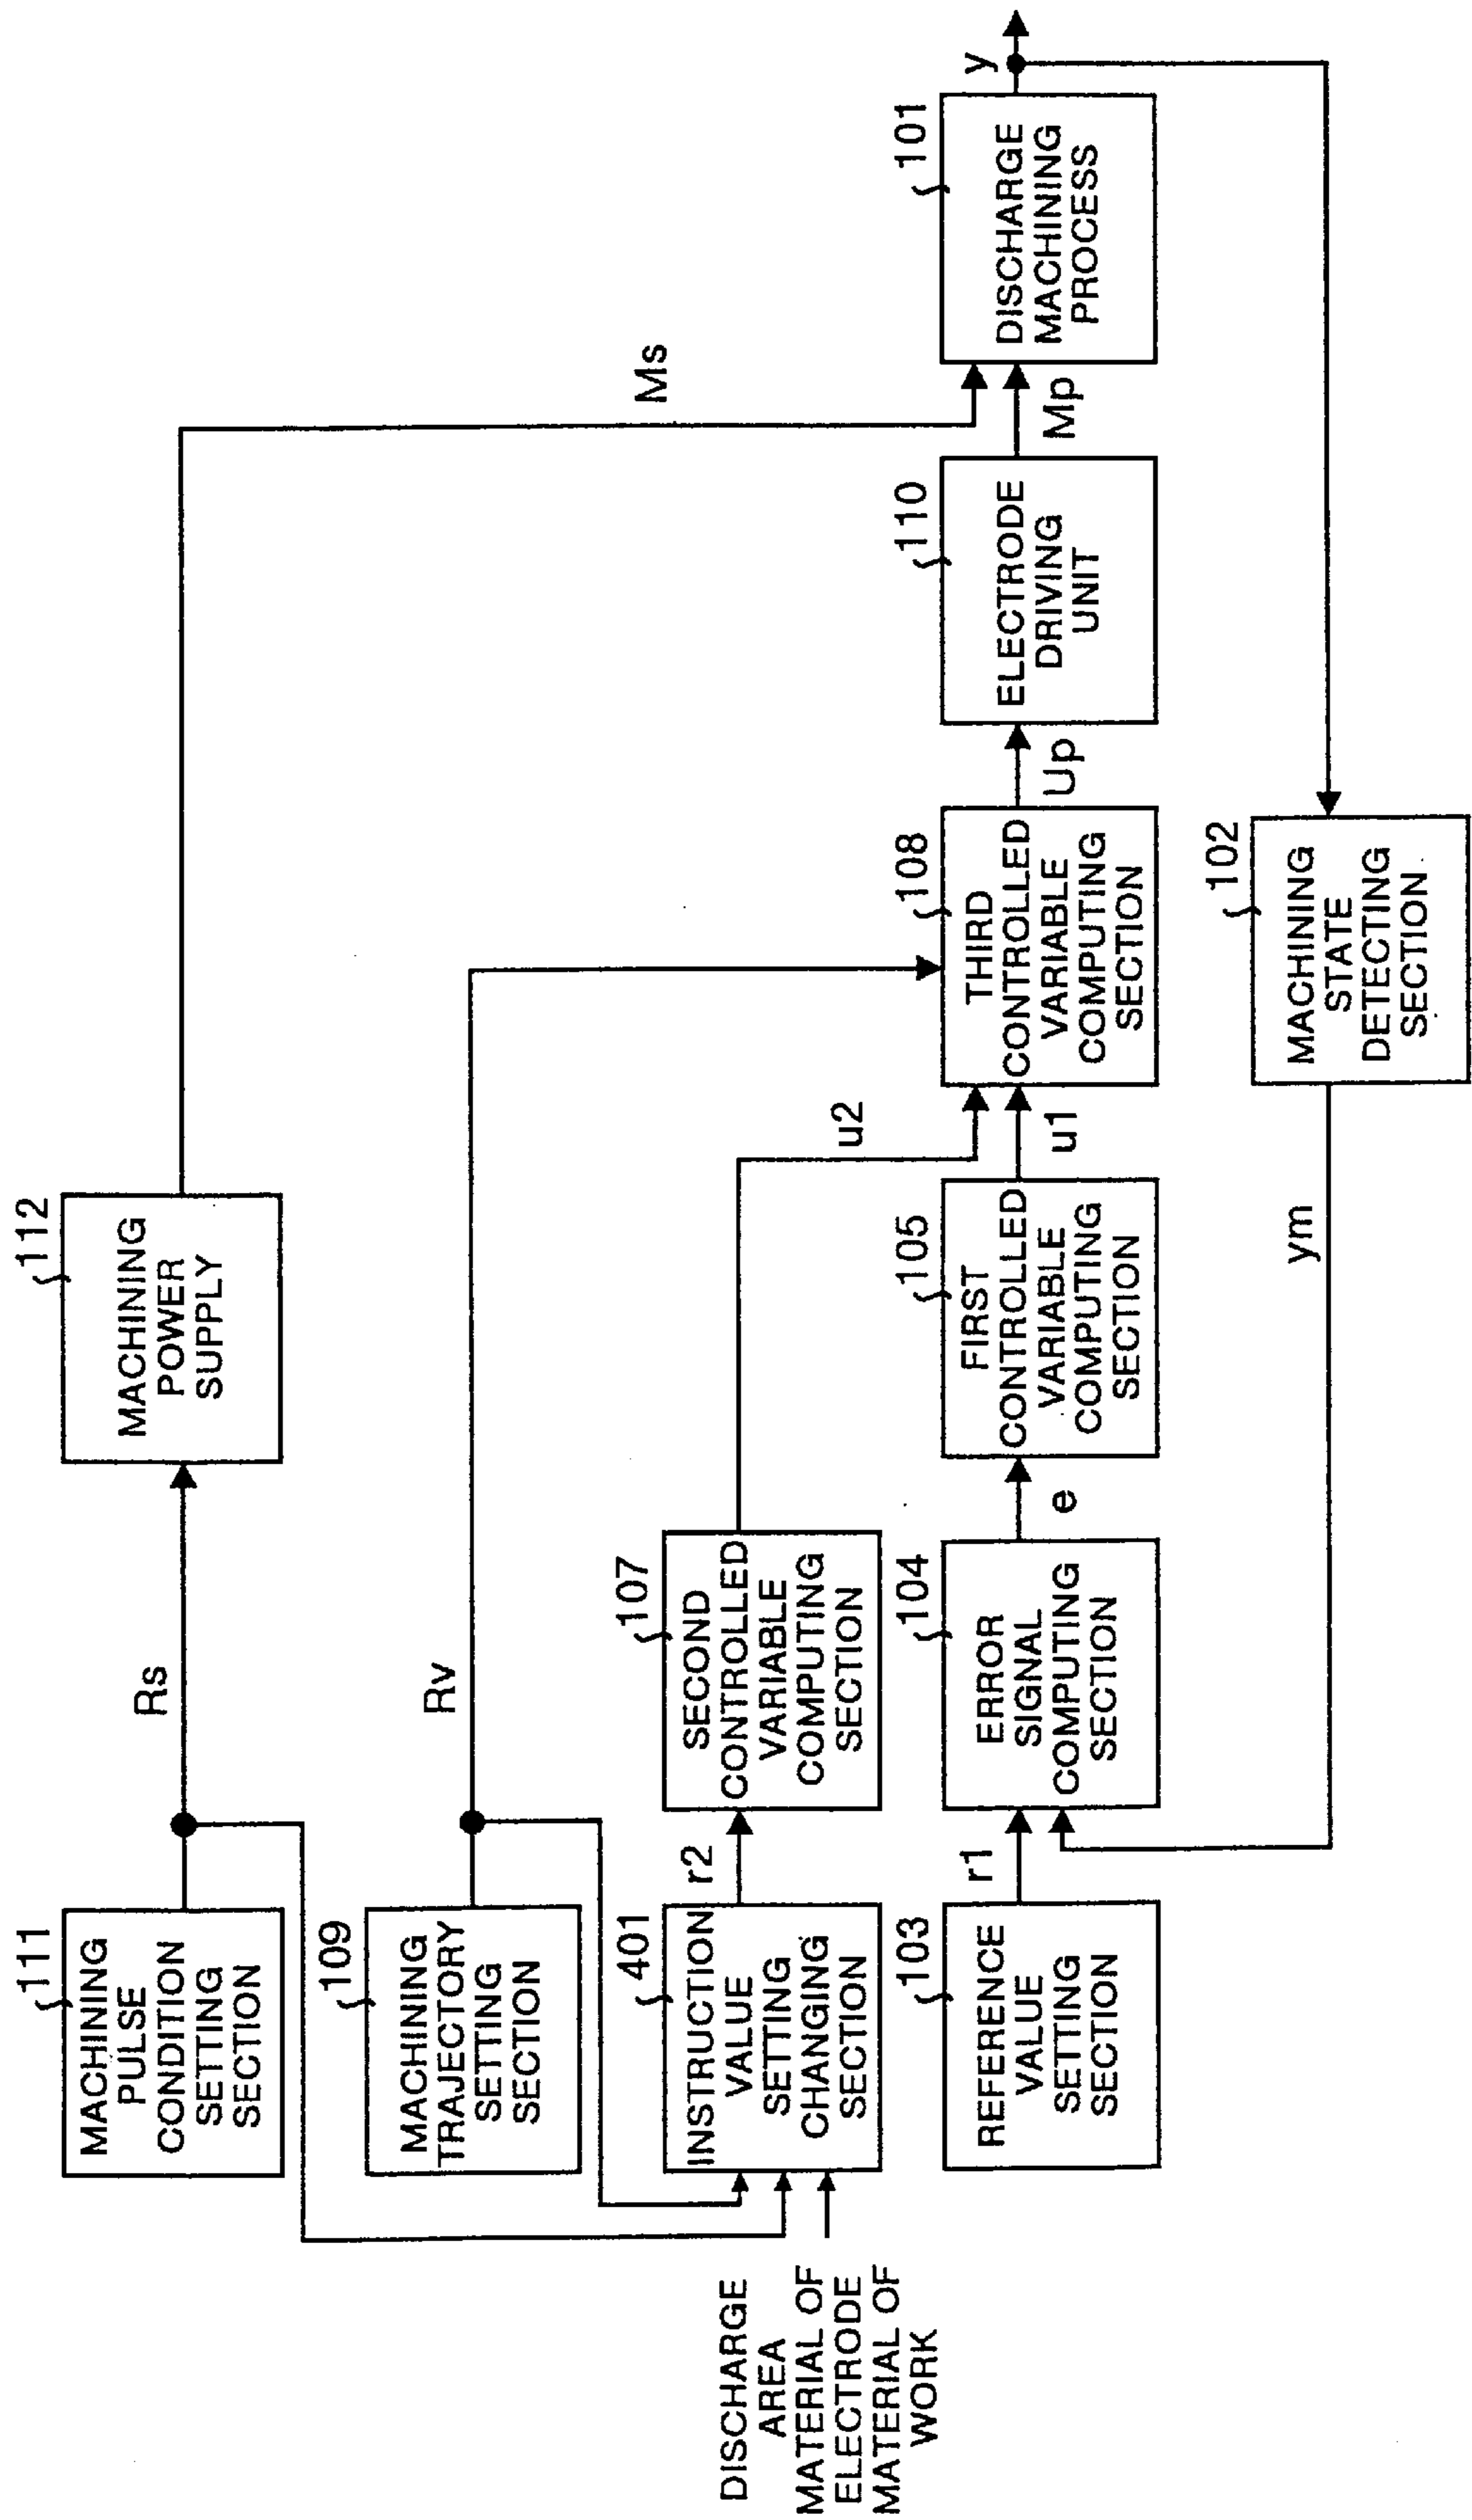 111
MACHINING
PULSE
CONDITION
SETTING
SECTION
Rs
112
MACHINING
POWER
SUPPLY
Ms
109
MACHINING
TRAJECTORY
SETTING
SECTION
Rv
DISCHARGE
AREA
MATERIAL OF
ELECTRODE
MATERIAL OF
WORK
401
INSTRUCTION
VALUE
SETTING
CHANGING
SECTION
r2
107
SECOND
CONTROLLED
VARIABLE
COMPUTING
SECTION
u2
103
REFERENCE
VALUE
SETTING
SECTION
r1
104
ERROR
SIGNAL
COMPUTING
SECTION
e
105
FIRST
CONTROLLED
VARIABLE
COMPUTING
SECTION
u1
108
THIRD
CONTROLLED
VARIABLE
COMPUTING
SECTION
Up
110
ELECTRODE
DRIVING
UNIT
Mp
101
DISCHARGE
MACHINING
PROCESS
y
ym
102
MACHINING
STATE
DETECTING
SECTION